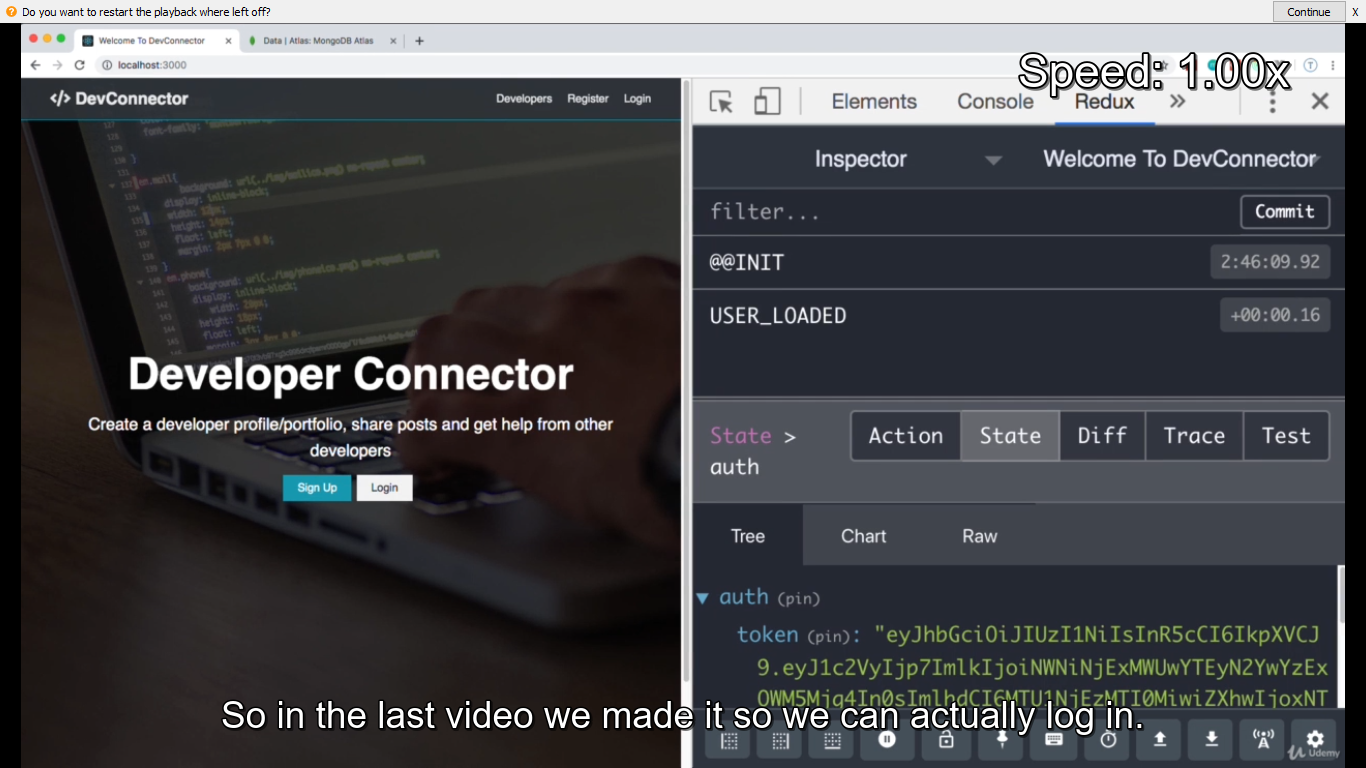 Do you want to restart the playback where left off?
Continue
X
Welcome To DevConnector
Data | Atlas: MongoDB Atlas
localhost:3000
Speed: 1.00x
DevConnector
Developers
Register
Login
Elements
Console
Redux
Inspector
Welcome To DevConnector
filter...
Commit
@@INIT
2:46:09.92
USER_LOADED
+00:00.16
Developer Connector
Create a developer profile/portfolio, share posts and get help from other
developers
Sign Up
Login
State >
auth
Action
State
Diff
Trace
Test
Tree
Chart
Raw
auth (pin)
token (pin): "eyJhbGciOiJIUzI1NiIsInR5cCI6IkpXVCJ
9.eyJ1c2VyIjp7ImlkIjoiNWNiNjExMWUwYTEyN2YwYzEx
So in the last video we made it so we can actually log in.
Udemy